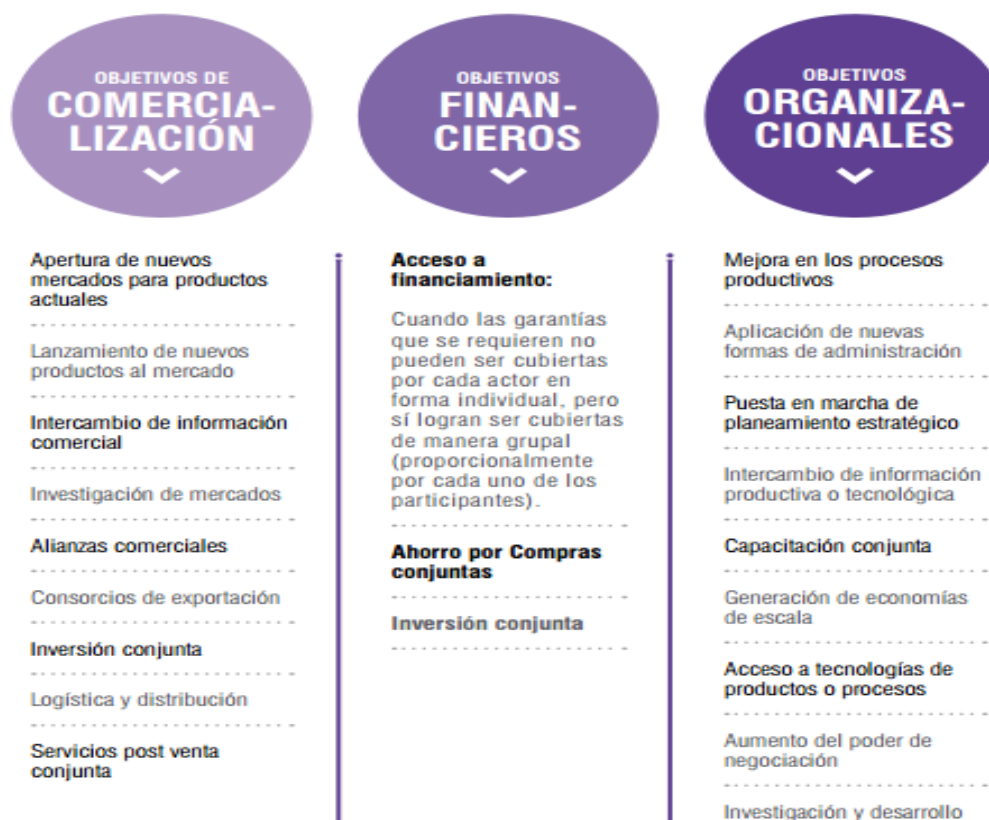 OBJETIVOS DE
COMERCIA-
LIZACIÓN
Apertura de nuevos
mercados para productos
actuales
Lanzamiento de nuevos
productos al mercado
Intercambio de información
comercial
Investigación de mercados
Alianzas comerciales
Consorcios de exportación
Inversión conjunta
Logística y distribución
Servicios post venta
conjunta
OBJETIVOS
FINAN-
CIEROS
Acceso a
financiamiento:
Cuando las garantías
que se requieren no
pueden ser cubiertas
por cada actor en
forma individual, pero
sí logran ser cubiertas
de manera grupal
(proporcionalmente
por cada uno de los
participantes).
Ahorro por Compras
conjuntas
Inversión conjunta
OBJETIVOS
ORGANIZA-
CIONALES
Mejora en los procesos
productivos
Aplicación de nuevas
formas de administración
Puesta en marcha de
planeamiento estratégico
Intercambio de información
productiva o tecnológica
Capacitación conjunta
Generación de economías
de escala
Acceso a tecnologías de
productos o procesos
Aumento del poder de
negociación
Investigación y desarrollo